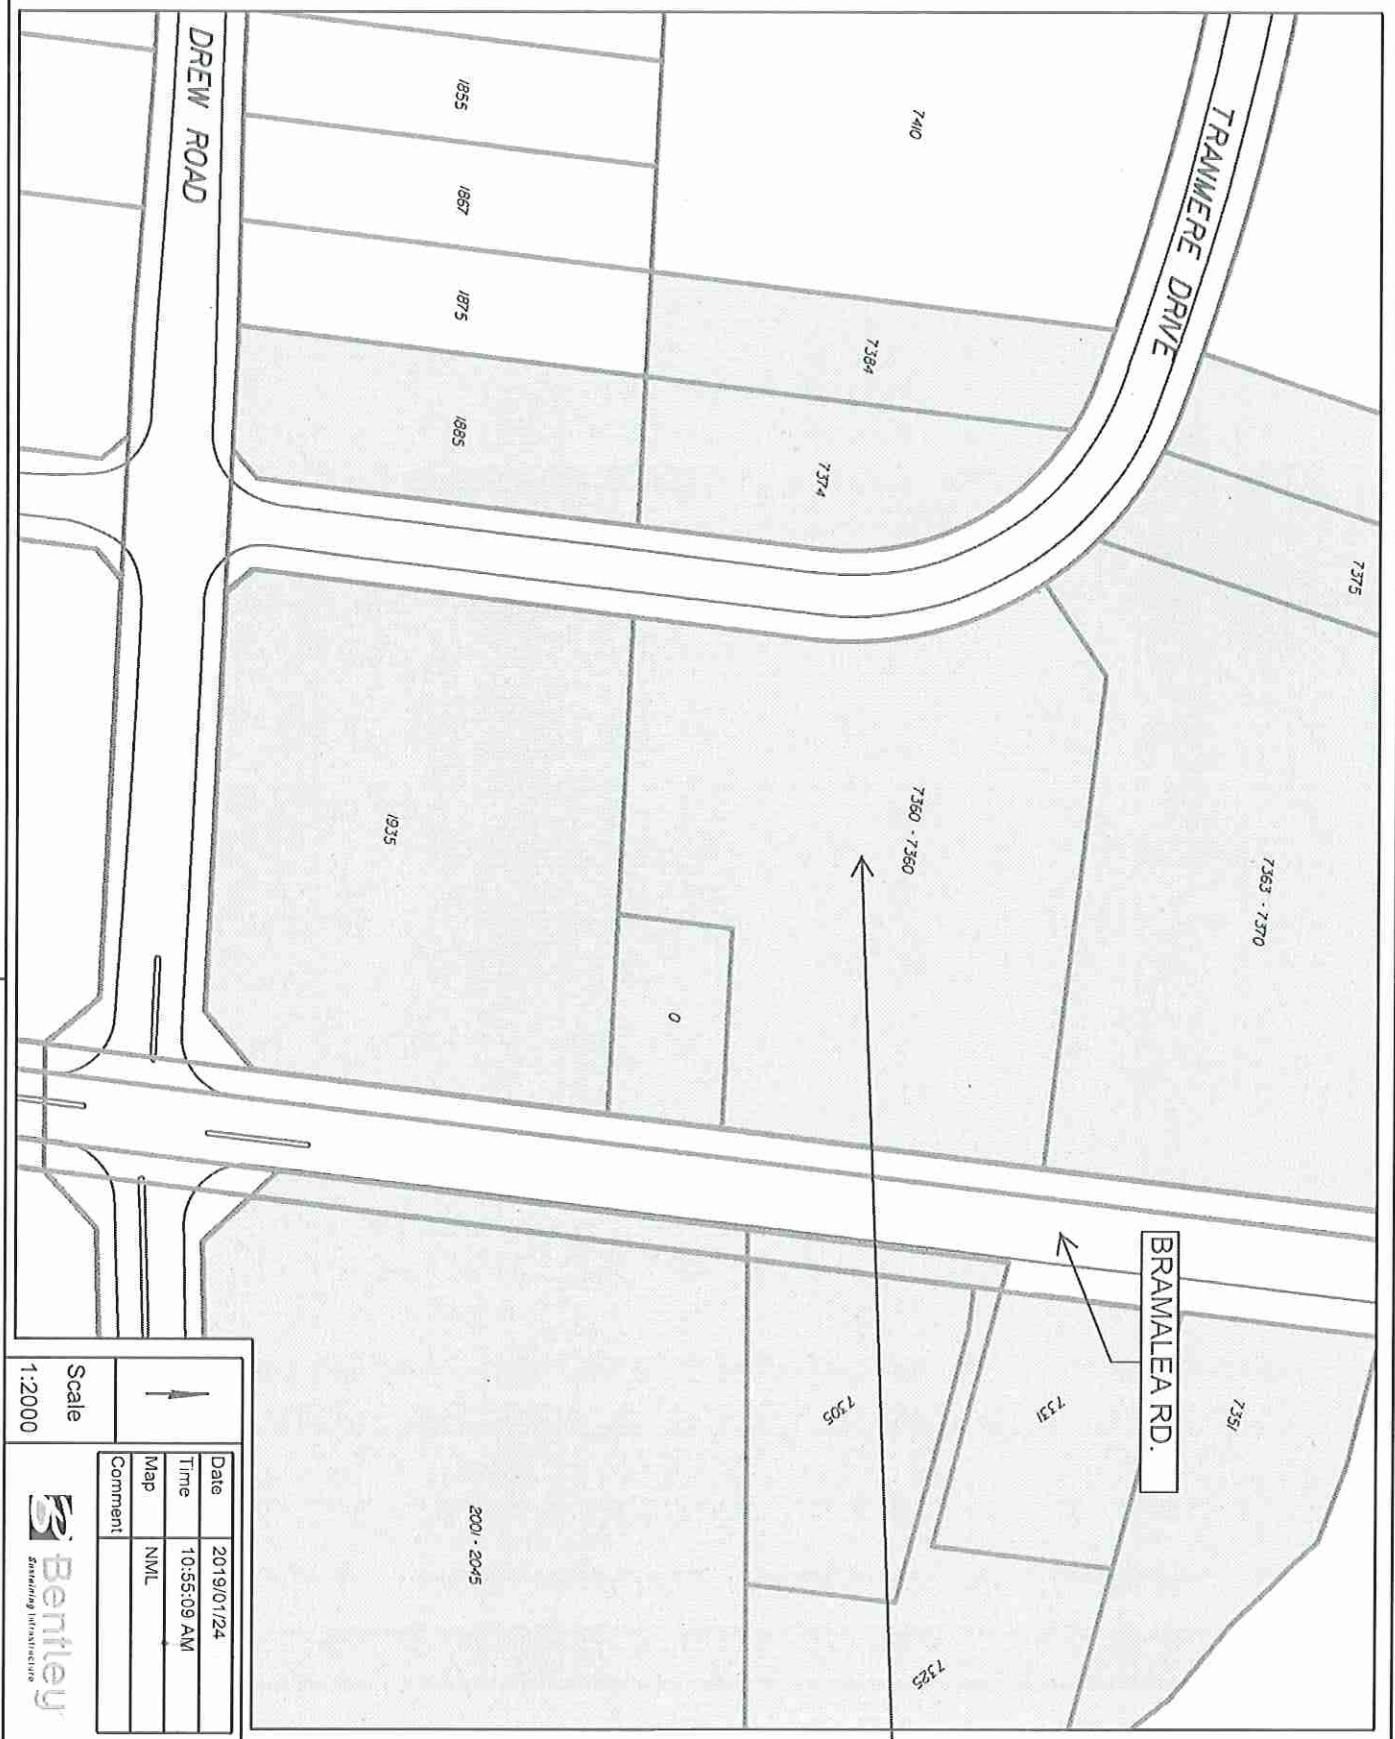 TRANMERE DRIVE
DREW ROAD
BRAMALEA RD.
7410
1855
1867
1875
7384
1885
7374
7375
1935
7360 - 7360
7363 - 7370
0
7351
7331
7305
2001 - 2045
7325
Scale
1:2000
Date 2019/01/24
Time 10:55:09 AM
Map NML
Comment
Bentley
Sustaining Infrastructure